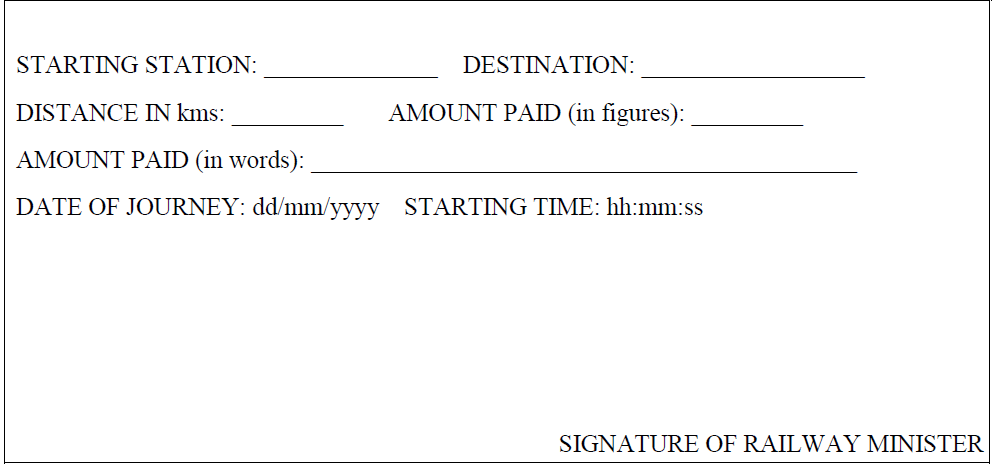 STARTING STATION: ______________ DESTINATION: __________________
DISTANCE IN kms: _________ AMOUNT PAID (in figures): _________
AMOUNT PAID (in words): ____________________________________________
DATE OF JOURNEY: dd/mm/yyyy STARTING TIME: hh:mm:ss
SIGNATURE OF RAILWAY MINISTER